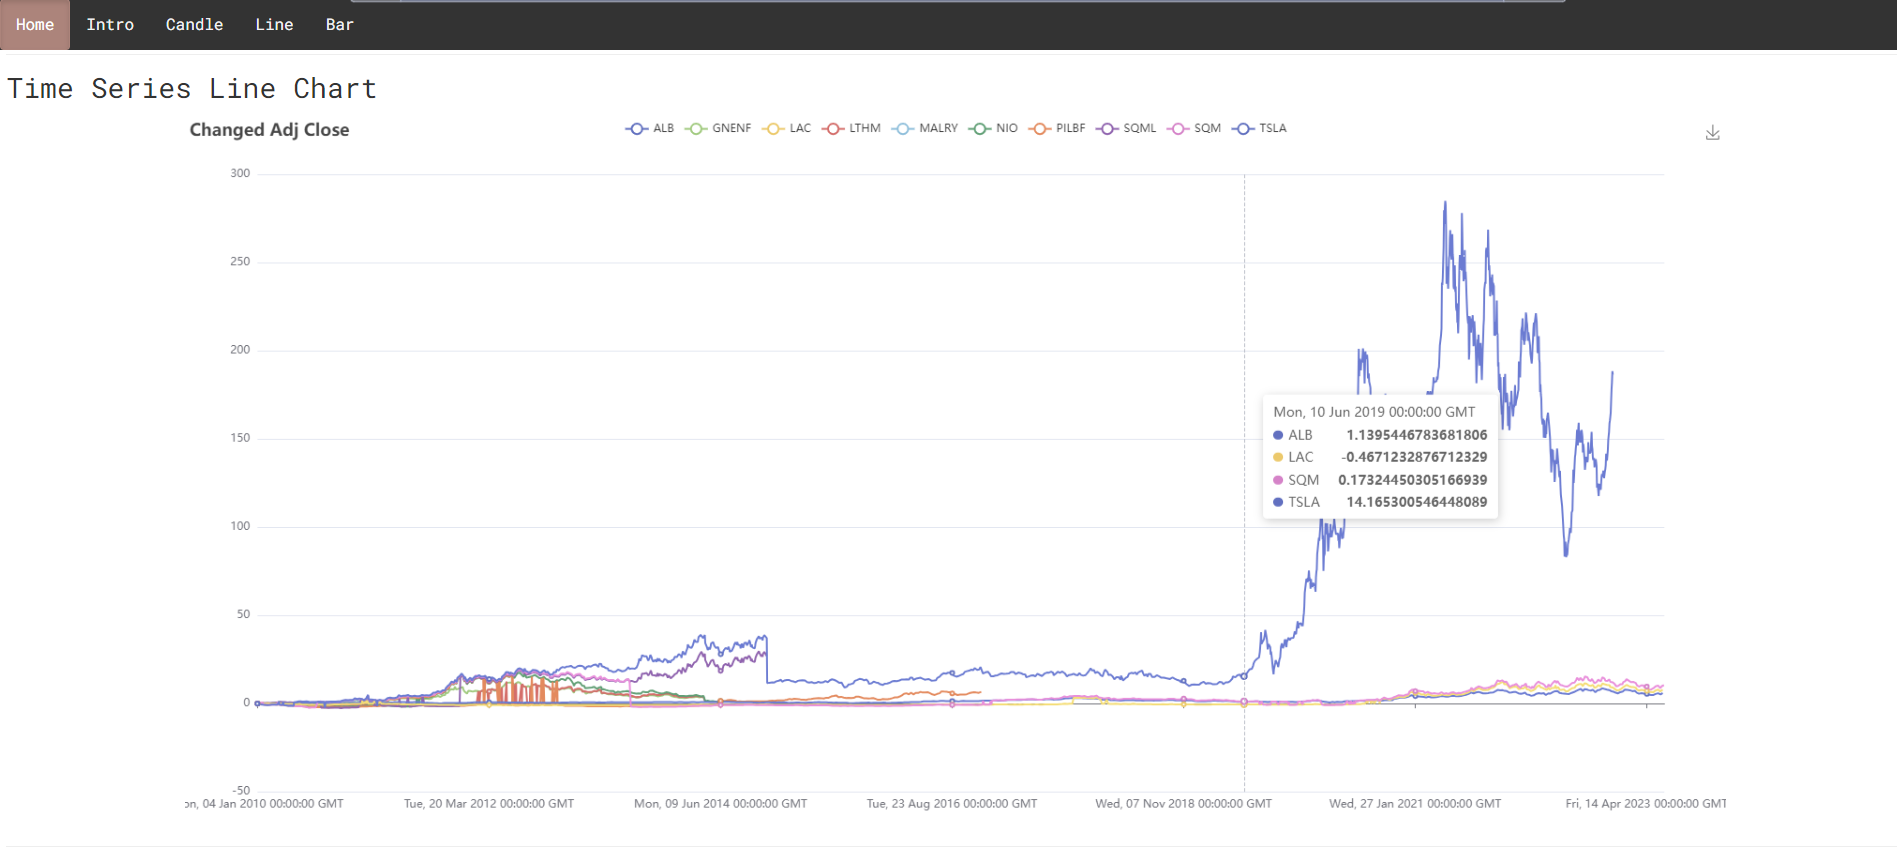 Home Intro Candle Line Bar
Time Series Line Chart
Changed Adj Close
ALB GNENF LAC LTHM MALRY NIO PILBF SQML SQM TSLA
300
250
200
150
100
50
0
-50
Mon, 10 Jun 2019 00:00:00 GMT
ALB 1.1395446783681806
LAC -0.4671232876712329
SQM 0.17324450305166939
TSLA 14.165300546448089
on, 04 Jan 2010 00:00:00 GMT Tue, 20 Mar 2012 00:00:00 GMT Mon, 09 Jun 2014 00:00:00 GMT Tue, 23 Aug 2016 00:00:00 GMT Wed, 07 Nov 2018 00:00:00 GMT Wed, 27 Jan 2021 00:00:00 GMT Fri, 14 Apr 2023 00:00:00 GMT